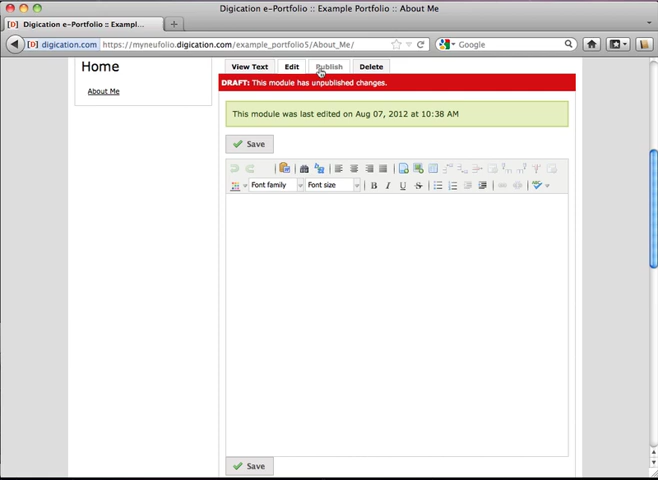 Digication e-Portfolio :: Example Portfolio :: About Me
[D] Digication e-Portfolio :: Exampl... +
[D] digication.com https://myneufolio.digication.com/example_portfolio5/About_Me/ Google
Home
About Me
View Text Edit Publish Delete
DRAFT: This module has unpublished changes.
This module was last edited on Aug 07, 2012 at 10:38 AM
Save
Font family Font size B I U S
Save